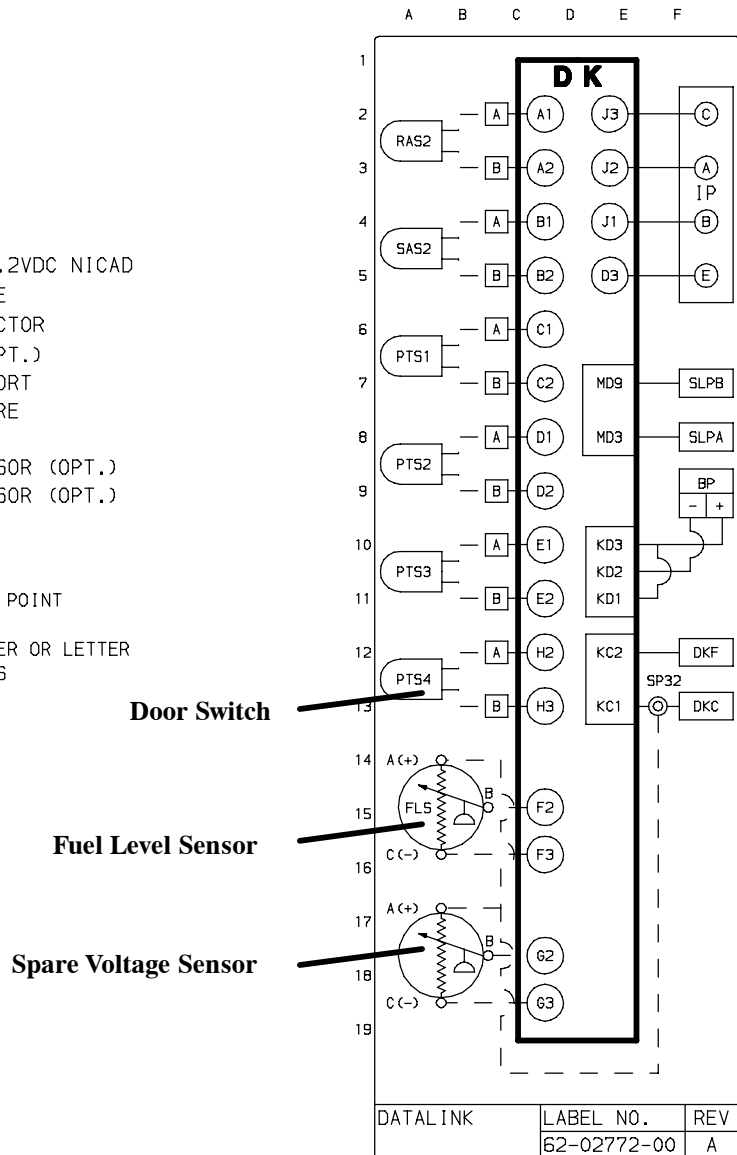 A B C D E F
1
D K
2 A A1 J3 C
RAS2
3 B A2 J2 A
IP
4 A B1 J1 B
SAS2
.2VDC NICAD
5 B B2 D3 E
E
CTOR
6 A C1
PT.)
PTS1
ORT
7 B C2 MD9 SLPB
RE
8 A D1 MD3 SLPA
SOR (OPT.)
PTS2
BP
9 B D2
SOR (OPT.)
- +
10 A E1 KD3
PTS3 KD2
11 B E2 KD1
POINT
ER OR LETTER
12 A H2 KC2 DKF
S
PTS4 SP32
Door Switch
13 B H3 KC1 DKC
14 A(+)
B
15 FLS F2
Fuel Level Sensor
C(-) F3
16
A(+)
17
B
G2
Spare Voltage Sensor
18
C(-) G3
19
DATALINK LABEL NO. REV
62-02772-00 A